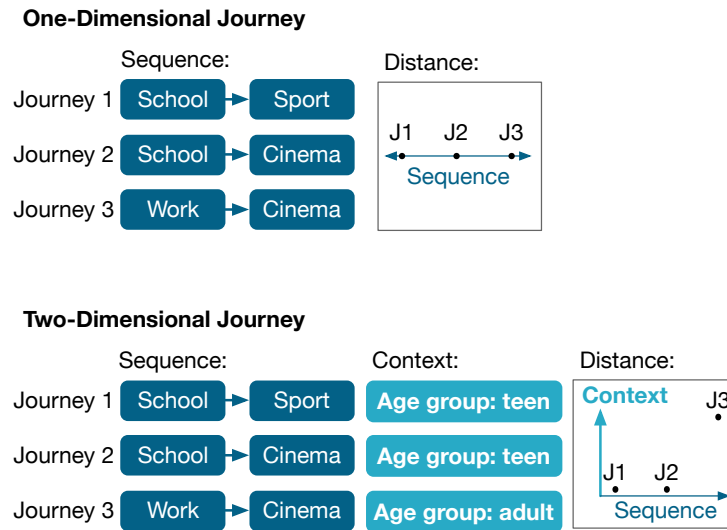 One-Dimensional Journey
Sequence: Distance:
Journey 1 School Sport
Journey 2 School Cinema
Journey 3 Work Cinema
J1 J2 J3
Sequence
Two-Dimensional Journey
Sequence: Context: Distance:
Journey 1 School Sport Age group: teen
Journey 2 School Cinema Age group: teen
Journey 3 Work Cinema Age group: adult
Context
J3
J1 J2
Sequence